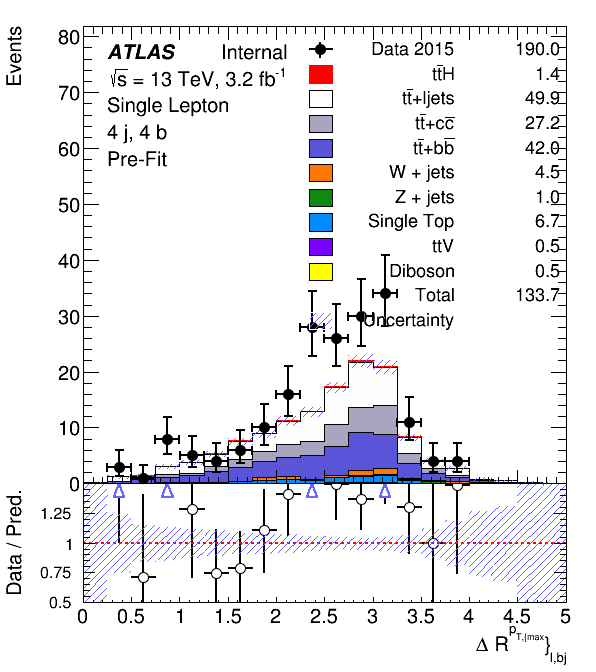 Events
80
70
60
50
40
30
20
10
0
ATLAS Internal
√s = 13 TeV, 3.2 fb-1
Single Lepton
4 j, 4 b
Pre-Fit
Data 2015 190.0
tt̄H 1.4
tt̄+ljets 49.9
tt̄+cc̄ 27.2
tt̄+bb̄ 42.0
W + jets 4.5
Z + jets 1.0
Single Top 6.7
ttV 0.5
Diboson 0.5
Total 133.7
Uncertainty
Data / Pred.
1.25
1
0.75
0.5
0 0.5 1 1.5 2 2.5 3 3.5 4 4.5 5
Δ R^{p_{T,{max}}}_{l,bj}